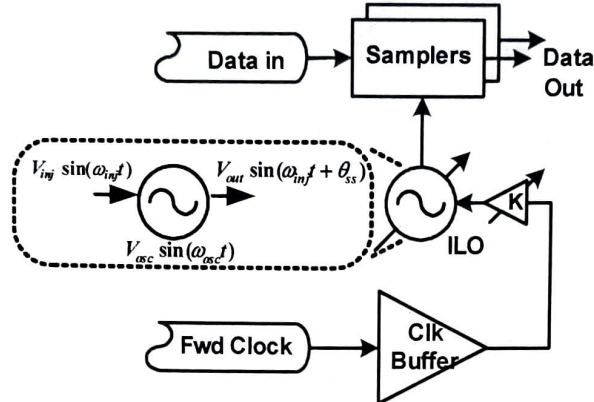 Data in
Samplers
Data
Out
V_inj sin(ω_inj t)
V_out sin(ω_inj t + θ_ss)
V_osc sin(ω_osc t)
K
ILO
Fwd Clock
Clk
Buffer